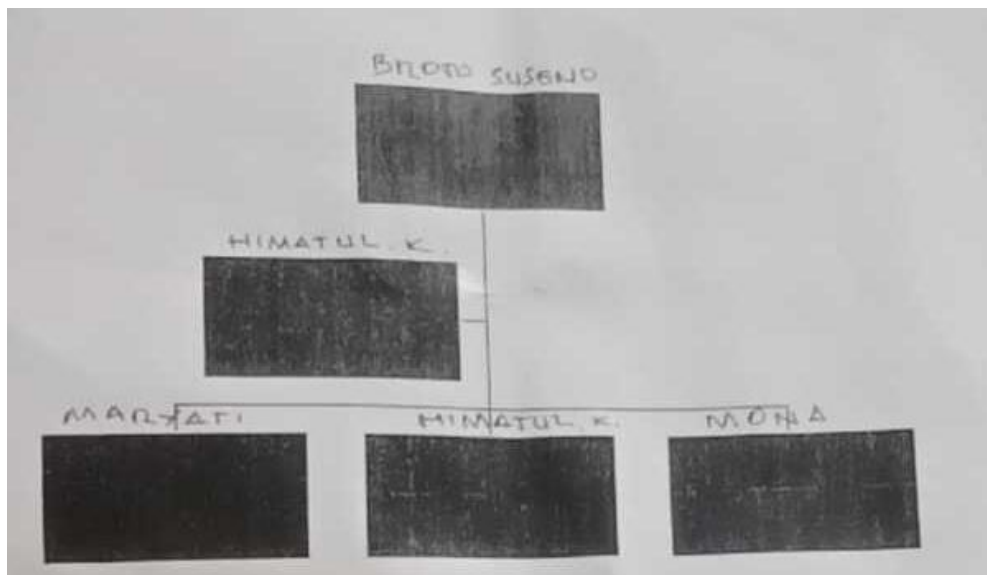 BROTO SUSENO
HIMATUL. K.
MARYATI
HIMATUL. K.
MONA